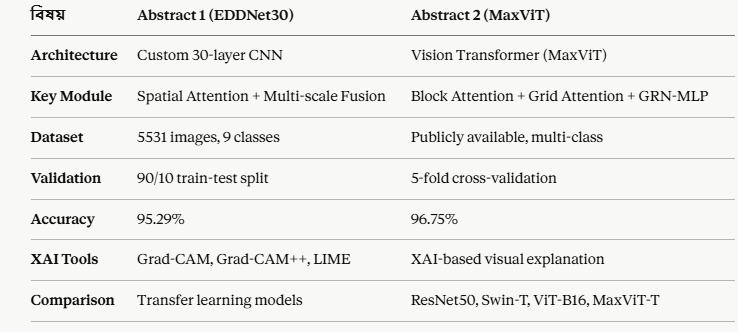 বিষয় Abstract 1 (EDDNet30) Abstract 2 (MaxViT)
Architecture Custom 30-layer CNN Vision Transformer (MaxViT)
Key Module Spatial Attention + Multi-scale Fusion Block Attention + Grid Attention + GRN-MLP
Dataset 5531 images, 9 classes Publicly available, multi-class
Validation 90/10 train-test split 5-fold cross-validation
Accuracy 95.29% 96.75%
XAI Tools Grad-CAM, Grad-CAM++, LIME XAI-based visual explanation
Comparison Transfer learning models ResNet50, Swin-T, ViT-B16, MaxViT-T